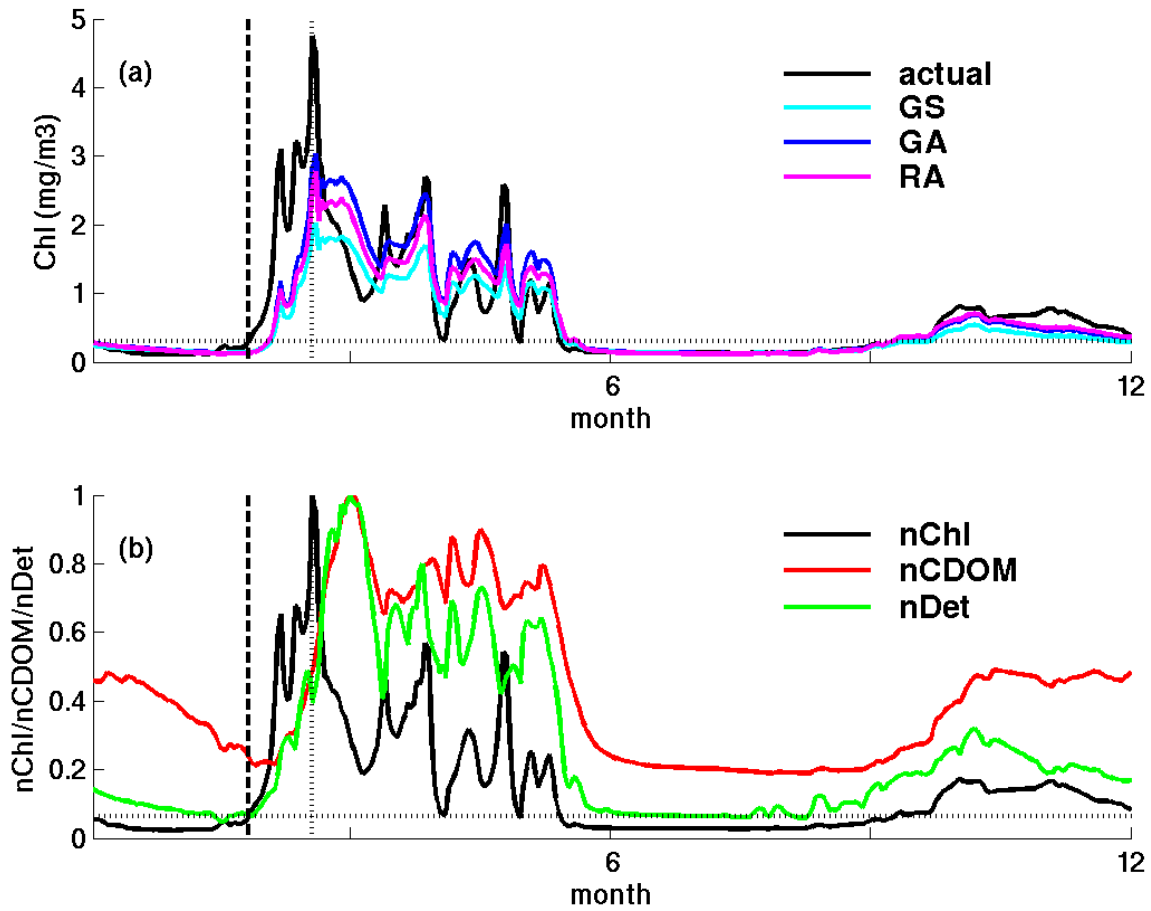 5
(a)
actual
4
GS
GA
3
RA
Chl (mg/m3)
2
1
0
6
12
month
1
(b)
nChl
0.8
nCDOM
nDet
0.6
nChl/nCDOM/nDet
0.4
0.2
0
6
12
month